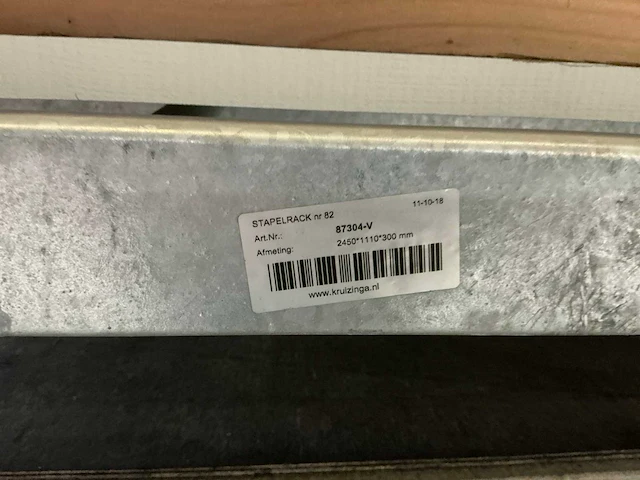 STAPELRACK nr 82 11-10-18
Art.Nr.: 87304-V
Afmeting: 2450*1110*300 mm
www.kruizinga.nl